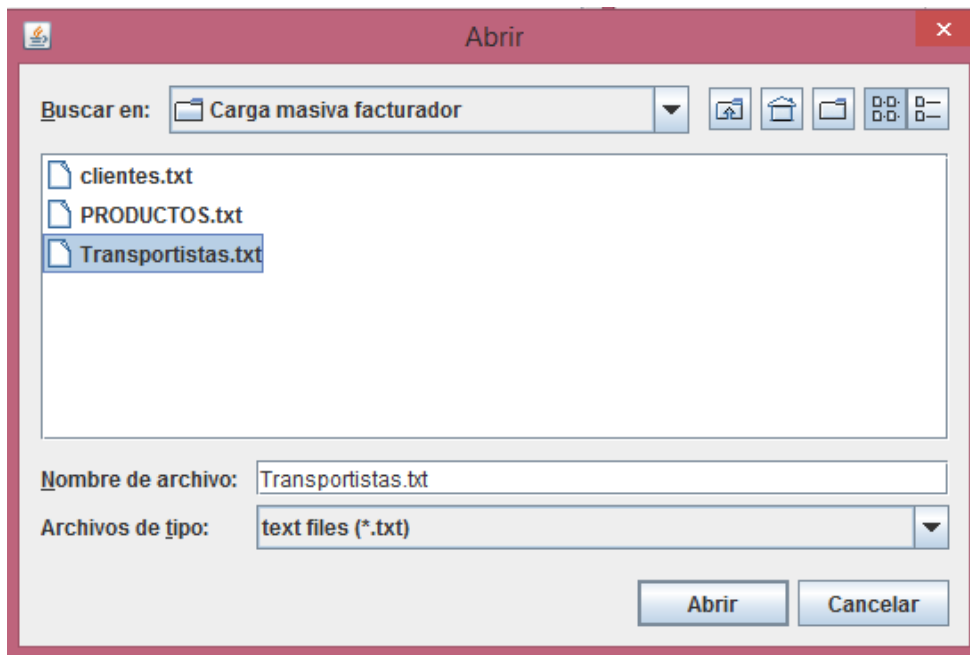 Abrir
Buscar en: Carga masiva facturador
clientes.txt
PRODUCTOS.txt
Transportistas.txt
Nombre de archivo: Transportistas.txt
Archivos de tipo: text files (*.txt)
Abrir Cancelar